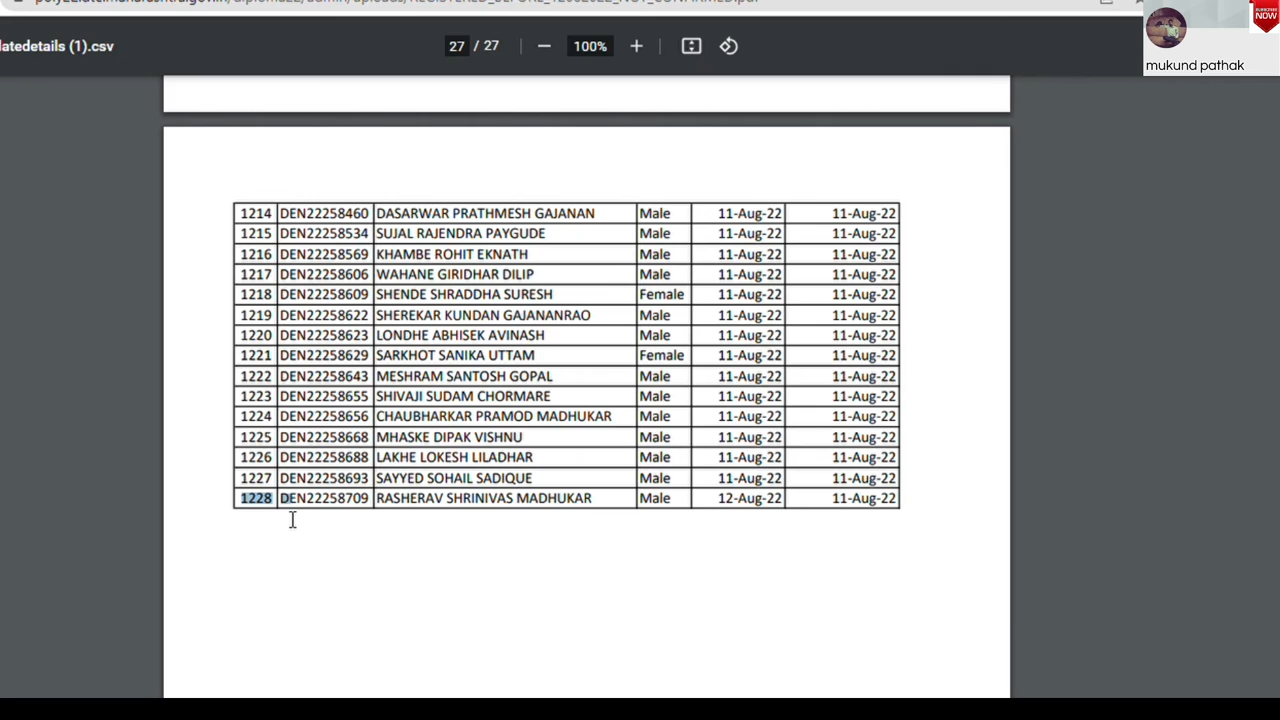 latedetails (1).csv
27 / 27
100%
SUBSCRIBE NOW
mukund pathak
1214 DEN22258460 DASARWAR PRATHMESH GAJANAN Male 11-Aug-22 11-Aug-22
1215 DEN22258534 SUJAL RAJENDRA PAYGUDE Male 11-Aug-22 11-Aug-22
1216 DEN22258569 KHAMBE ROHIT EKNATH Male 11-Aug-22 11-Aug-22
1217 DEN22258606 WAHANE GIRIDHAR DILIP Male 11-Aug-22 11-Aug-22
1218 DEN22258609 SHENDE SHRADDHA SURESH Female 11-Aug-22 11-Aug-22
1219 DEN22258622 SHEREKAR KUNDAN GAJANANRAO Male 11-Aug-22 11-Aug-22
1220 DEN22258623 LONDHE ABHISEK AVINASH Male 11-Aug-22 11-Aug-22
1221 DEN22258629 SARKHOT SANIKA UTTAM Female 11-Aug-22 11-Aug-22
1222 DEN22258643 MESHRAM SANTOSH GOPAL Male 11-Aug-22 11-Aug-22
1223 DEN22258655 SHIVAJI SUDAM CHORMARE Male 11-Aug-22 11-Aug-22
1224 DEN22258656 CHAUBHARKAR PRAMOD MADHUKAR Male 11-Aug-22 11-Aug-22
1225 DEN22258668 MHASKE DIPAK VISHNU Male 11-Aug-22 11-Aug-22
1226 DEN22258688 LAKHE LOKESH LILADHAR Male 11-Aug-22 11-Aug-22
1227 DEN22258693 SAYYED SOHAIL SADIQUE Male 11-Aug-22 11-Aug-22
1228 DEN22258709 RASHERAV SHRINIVAS MADHUKAR Male 12-Aug-22 11-Aug-22